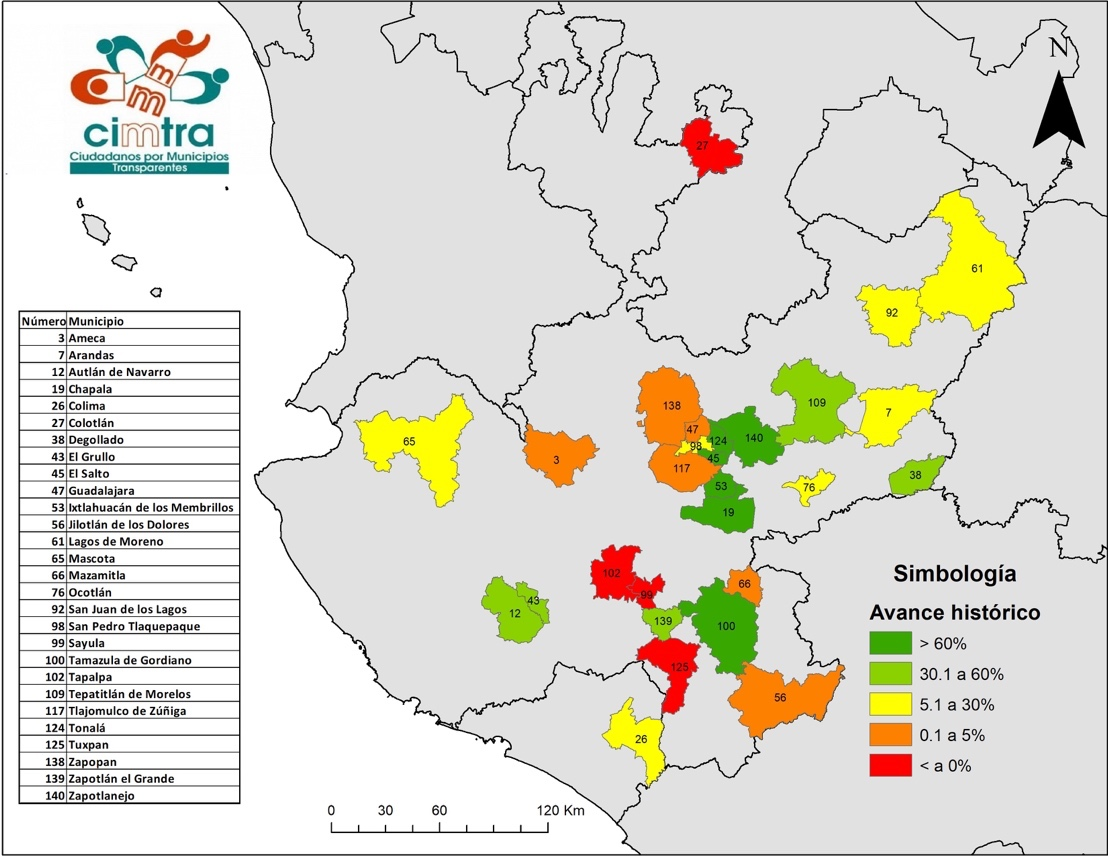 cimtra
Ciudadanos por Municipios
Transparentes
N
27
61
92
109
7
138
47
124
140
98
45
65
3
117
38
53
76
19
102
66
99
43
12
139
100
125
56
26
Número Municipio
3 Ameca
7 Arandas
12 Autlán de Navarro
19 Chapala
26 Colima
27 Colotlán
38 Degollado
43 El Grullo
45 El Salto
47 Guadalajara
53 Ixtlahuacán de los Membrillos
56 Jilotlán de los Dolores
61 Lagos de Moreno
65 Mascota
66 Mazamitla
76 Ocotlán
92 San Juan de los Lagos
98 San Pedro Tlaquepaque
99 Sayula
100 Tamazula de Gordiano
102 Tapalpa
109 Tepatitlán de Morelos
117 Tlajomulco de Zúñiga
124 Tonalá
125 Tuxpan
138 Zapopan
139 Zapotlán el Grande
140 Zapotlanejo
Simbología
Avance histórico
> 60%
30.1 a 60%
5.1 a 30%
0.1 a 5%
< a 0%
0 30 60 120 Km